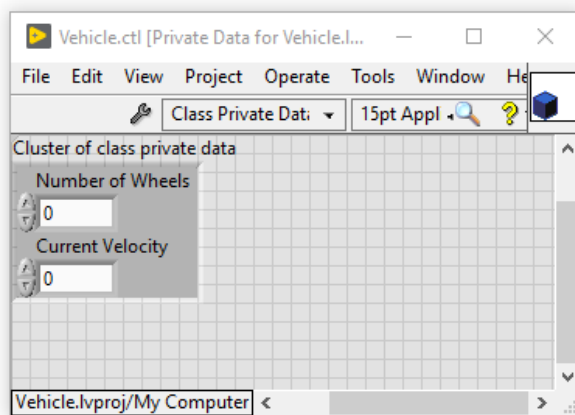 Vehicle.ctl [Private Data for Vehicle.l...
File Edit View Project Operate Tools Window He
Class Private Dat 15pt Appl
Cluster of class private data
Number of Wheels
0
Current Velocity
0
Vehicle.lvproj/My Computer